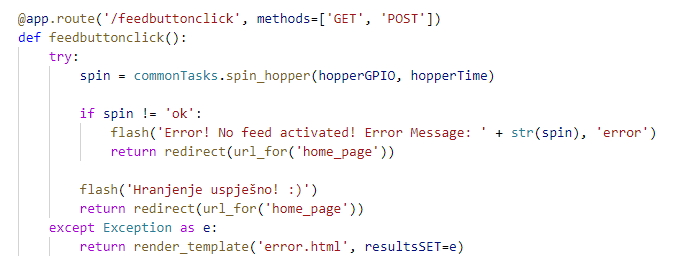 @app.route('/feedbuttonclick', methods=['GET', 'POST'])
def feedbuttonclick():
    try:
        spin = commonTasks.spin_hopper(hopperGPIO, hopperTime)
        if spin != 'ok':
            flash('Error! No feed activated! Error Message: ' + str(spin), 'error')
            return redirect(url_for('home_page'))
        flash('Hranjenje uspješno! :)')
        return redirect(url_for('home_page'))
    except Exception as e:
        return render_template('error.html', resultsSET=e)